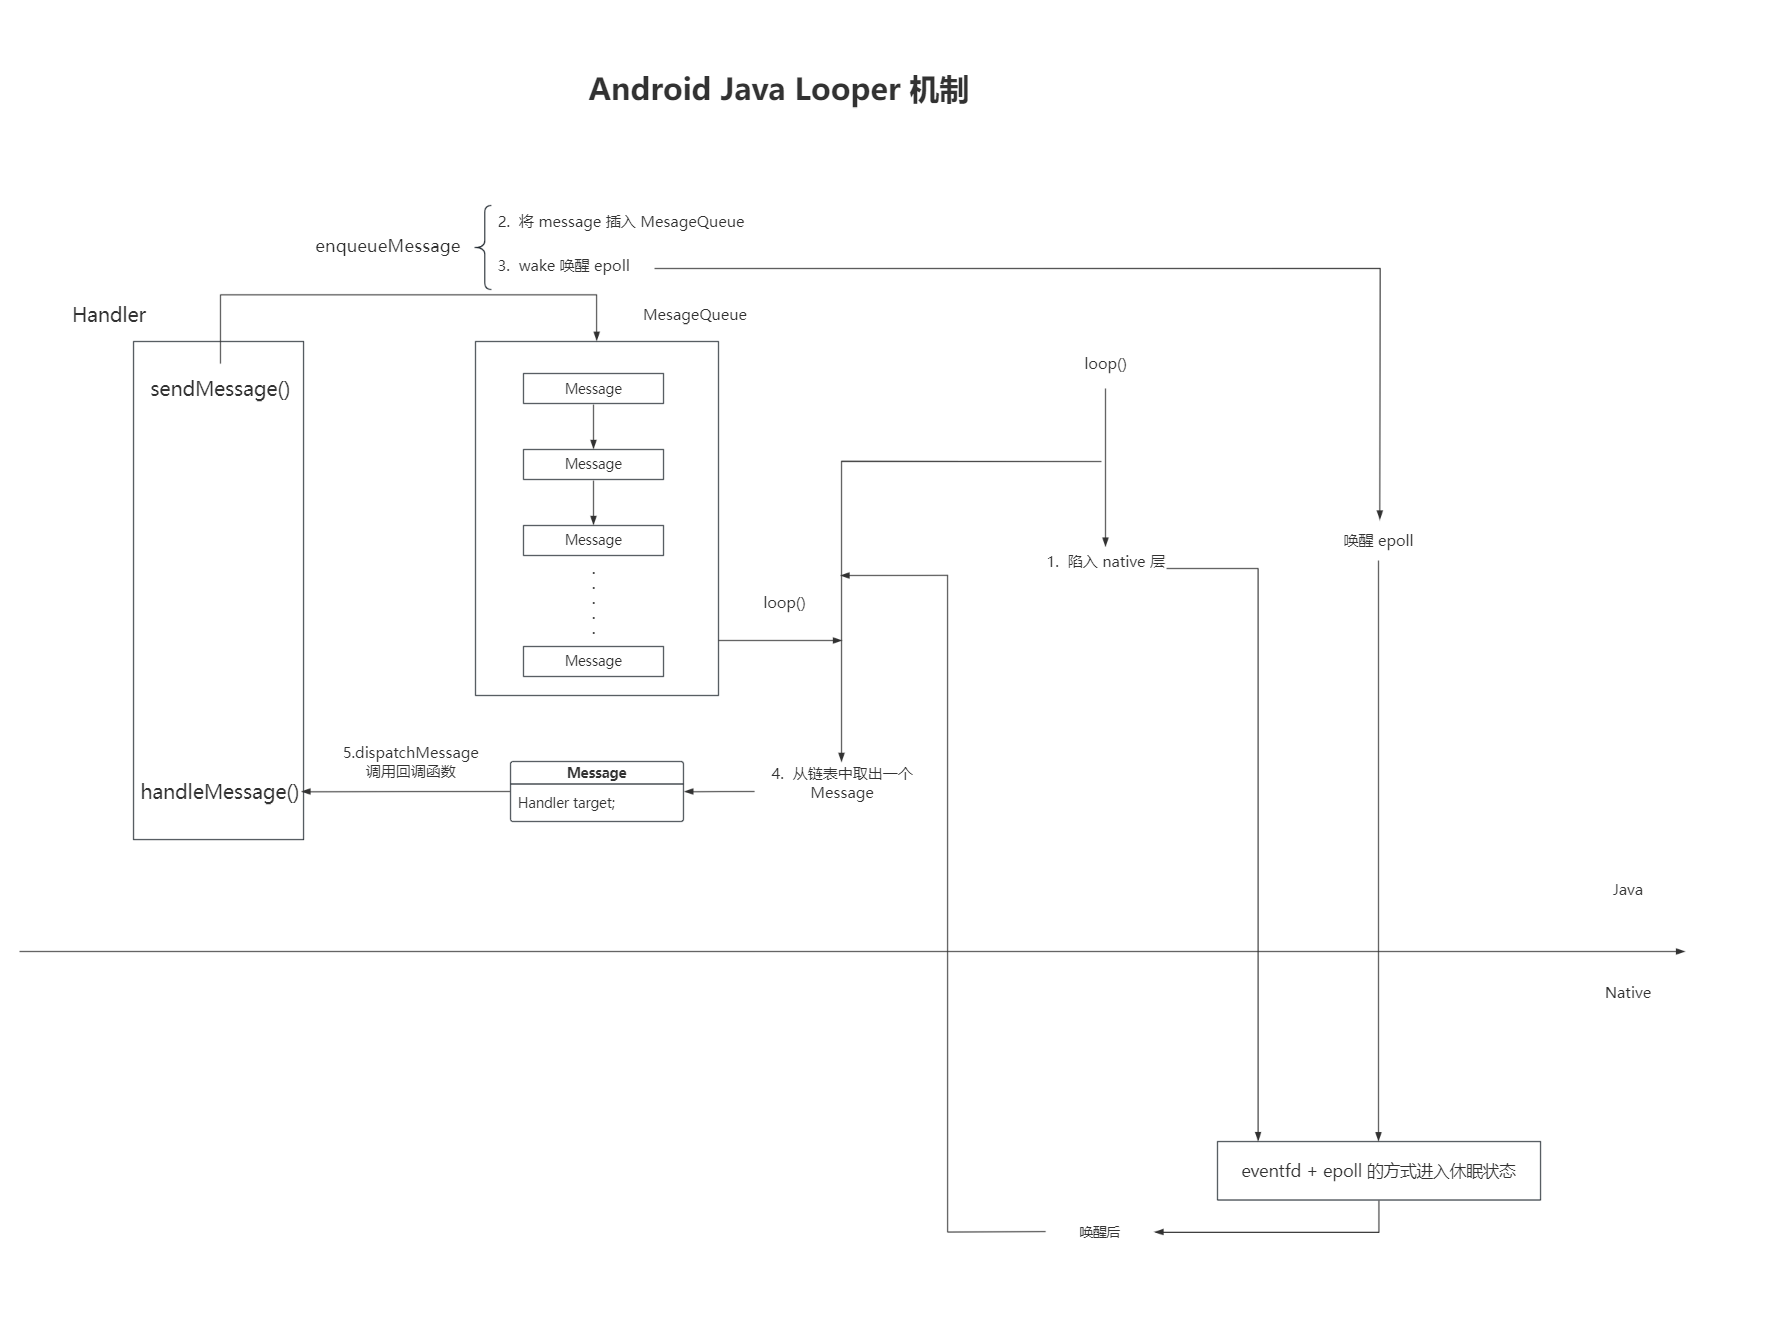 Android Java Looper 机制
2. 将 message 插入 MesageQueue
enqueueMessage
3. wake 唤醒 epoll
Handler
MesageQueue
sendMessage()
Message
Message
Message
Message
loop()
唤醒 epoll
1. 陷入 native 层
loop()
5.dispatchMessage
调用回调函数
handleMessage()
Message
Handler target;
4. 从链表中取出一个
Message
Java
Native
eventfd + epoll 的方式进入休眠状态
唤醒后